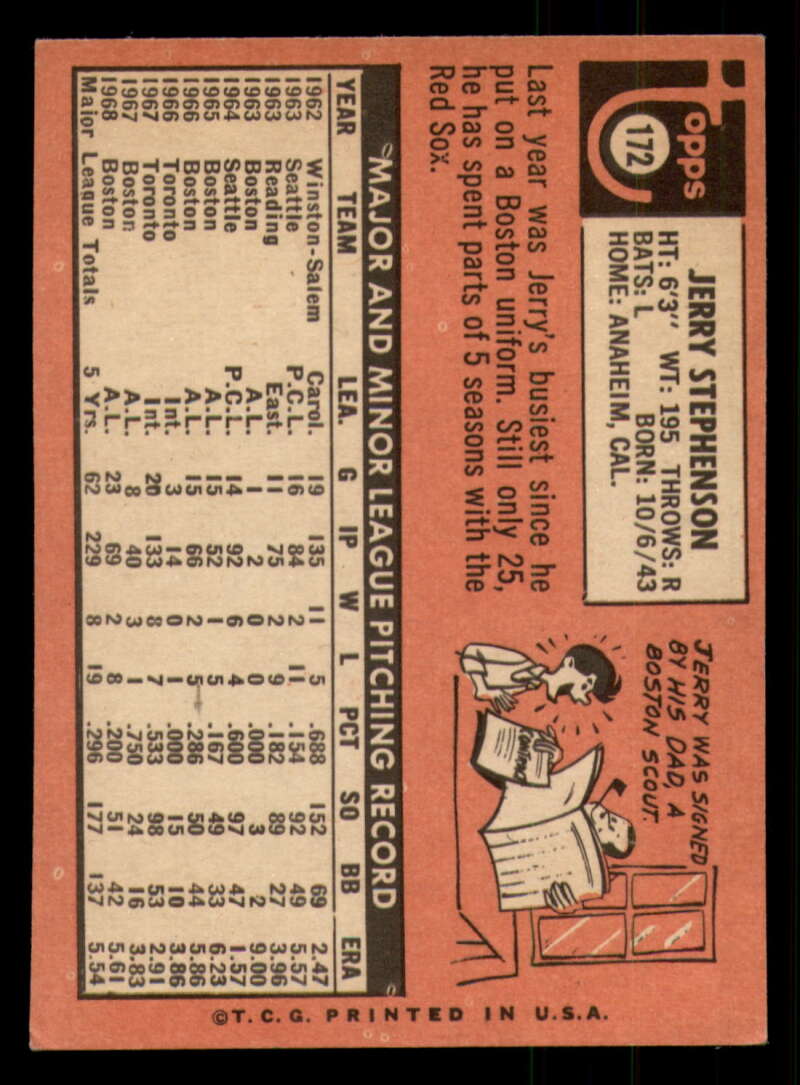 Topps
172
JERRY STEPHENSON
HT: 6'3" WT: 195 THROWS: R
BATS: L BORN: 10/6/43
HOME: ANAHEIM, CAL.
Last year was Jerry's busiest since he
put on a Boston uniform. Still only 25,
he has spent parts of 5 seasons with the
Red Sox.
JERRY WAS SIGNED
BY HIS DAD, A
BOSTON SCOUT.
CONTRACT
MAJOR AND MINOR LEAGUE PITCHING RECORD
YEAR TEAM LEA. G IP W L PCT SO BB ERA
1962 Winston-Salem Carol. 19 135 11 5 .688 152 69 2.47
1963 Seattle P.C.L. 16 84 2 11 .154 92 49 5.57
1963 Reading East. 11 75 2 9 .182 89 27 3.96
1963 Boston A.L. 1 2 0 0 .000 3 2 9.00
1964 Seattle P.C.L. 14 92 6 4 .600 97 47 1.57
1965 Boston A.L. 15 52 1 5 .167 49 33 6.23
1966 Boston A.L. 15 66 2 5 .286 50 44 5.86
1966 Toronto Int. 3 14 0 1 .000 15 10 3.86
1967 Toronto Int. 20 133 8 7 .533 98 53 2.91
1967 Boston A.L. 8 40 3 1 .750 24 16 3.83
1968 Boston A.L. 23 69 2 8 .200 51 42 5.61
Major League Totals 5 Yrs. 62 229 8 19 .296 177 137 5.54
©T.C.G. PRINTED IN U.S.A.